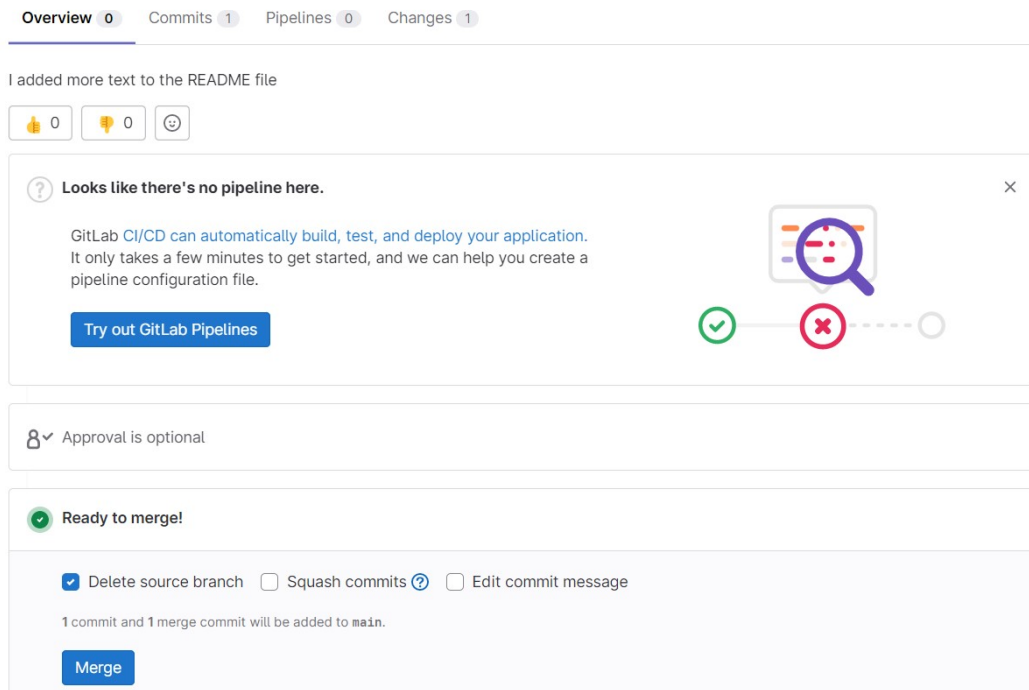 Overview 0 Commits 1 Pipelines 0 Changes 1
I added more text to the README file
👍 0 👎 0
Looks like there's no pipeline here.
GitLab CI/CD can automatically build, test, and deploy your application.
It only takes a few minutes to get started, and we can help you create a
pipeline configuration file.
Try out GitLab Pipelines
Approval is optional
Ready to merge!
Delete source branch Squash commits ? Edit commit message
1 commit and 1 merge commit will be added to main.
Merge